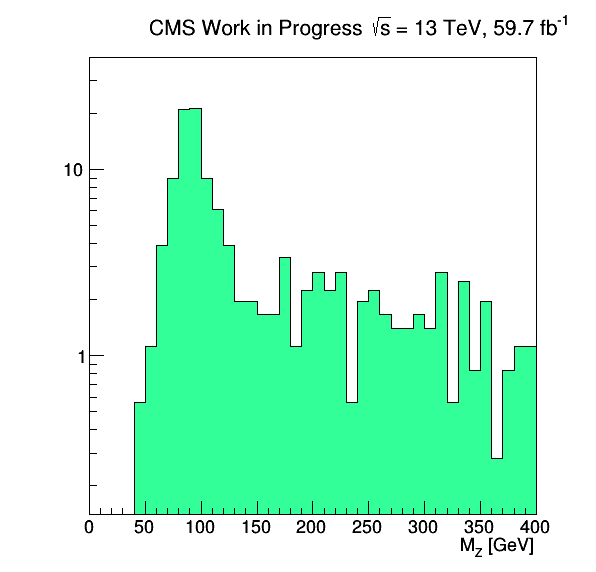 CMS Work in Progress √s = 13 TeV, 59.7 fb⁻¹
10
1
0 50 100 150 200 250 300 350 400
M_Z [GeV]